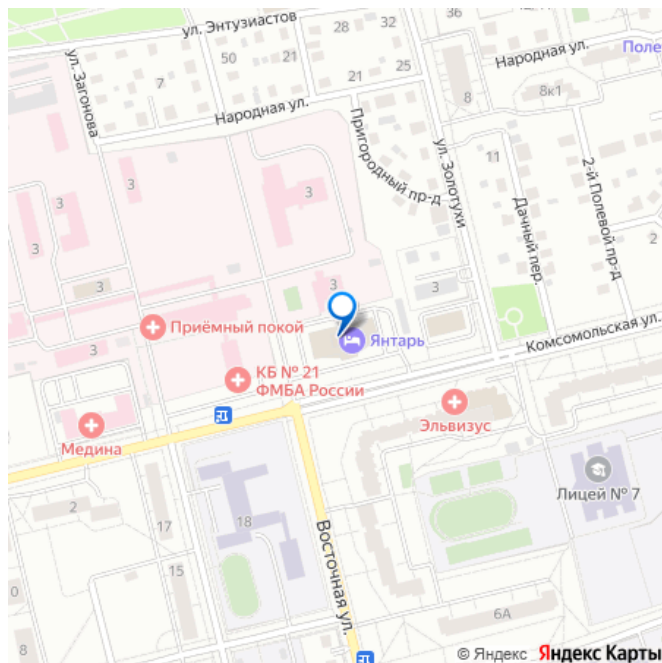 ул. Энтузиастов
28
32
36
ул. Загонова
50
21
Народная ул.
Поле
7
21
25
8
8к1
Народная ул.
Пригородный пр-д
ул. Золотухи
11
Дачный пер.
2-й Полевой пр-д
3
3
3
3
3
2
3
3
Приёмный покой
Янтарь
Комсомольская ул.
3
КБ № 21
ФМБА России
Эльвизус
Медина
Лицей № 7
2
17
18
15
Восточная ул.
0
8
6А
© Яндекс Яндекс Карты